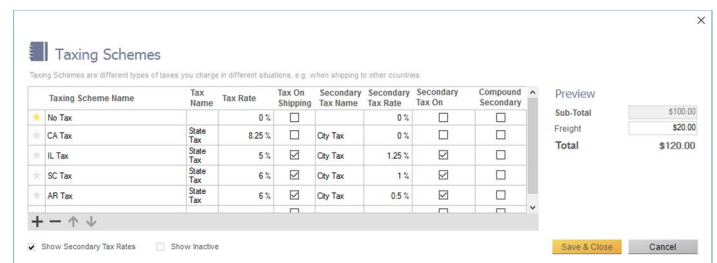 Taxing Schemes
Taxing Schemes are different types of taxes you charge in different situations, e.g. when shipping to other countries.
Taxing Scheme Name Tax Name Tax Rate Tax On Shipping Secondary Tax Name Secondary Tax Rate Secondary Tax On Compound Secondary
No Tax 0 % 0 %
CA Tax State Tax 8.25 % City Tax 0 %
IL Tax State Tax 5 % City Tax 1.25 %
SC Tax State Tax 6 % City Tax 1 %
AR Tax State Tax 6 % City Tax 0.5 %
Show Secondary Tax Rates Show Inactive
Preview
Sub-Total $100.00
Freight $20.00
Total $120.00
Save & Close Cancel